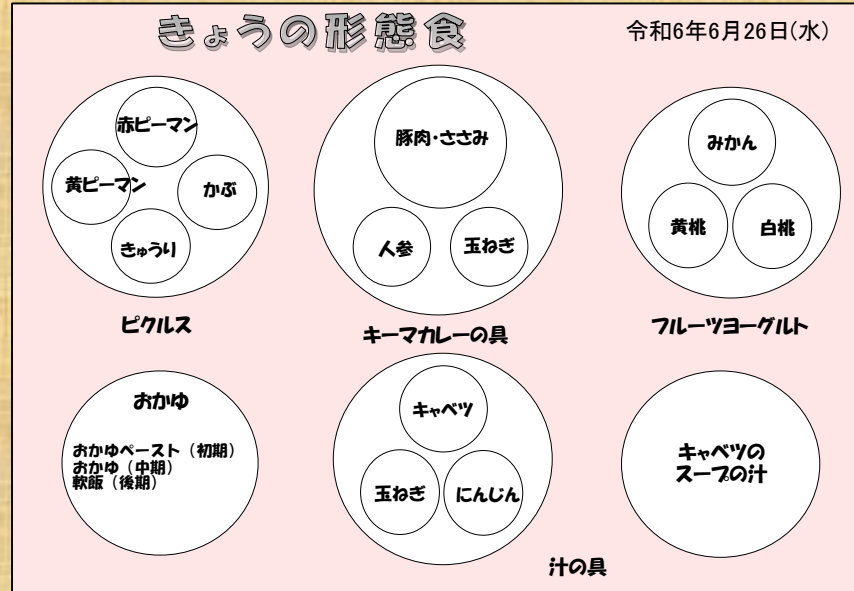 きょうの形態食
令和6年6月26日(水)
赤ピーマン
黄ピーマン
かぶ
きゅうり
ピクルス
豚肉・ささみ
人参
玉ねぎ
キーマカレーの具
みかん
黄桃
白桃
フルーツヨーグルト
おかゆ
おかゆペースト（初期）
おかゆ（中期）
軟飯（後期）
キャベツ
玉ねぎ
にんじん
汁の具
キャベツの
スープの汁